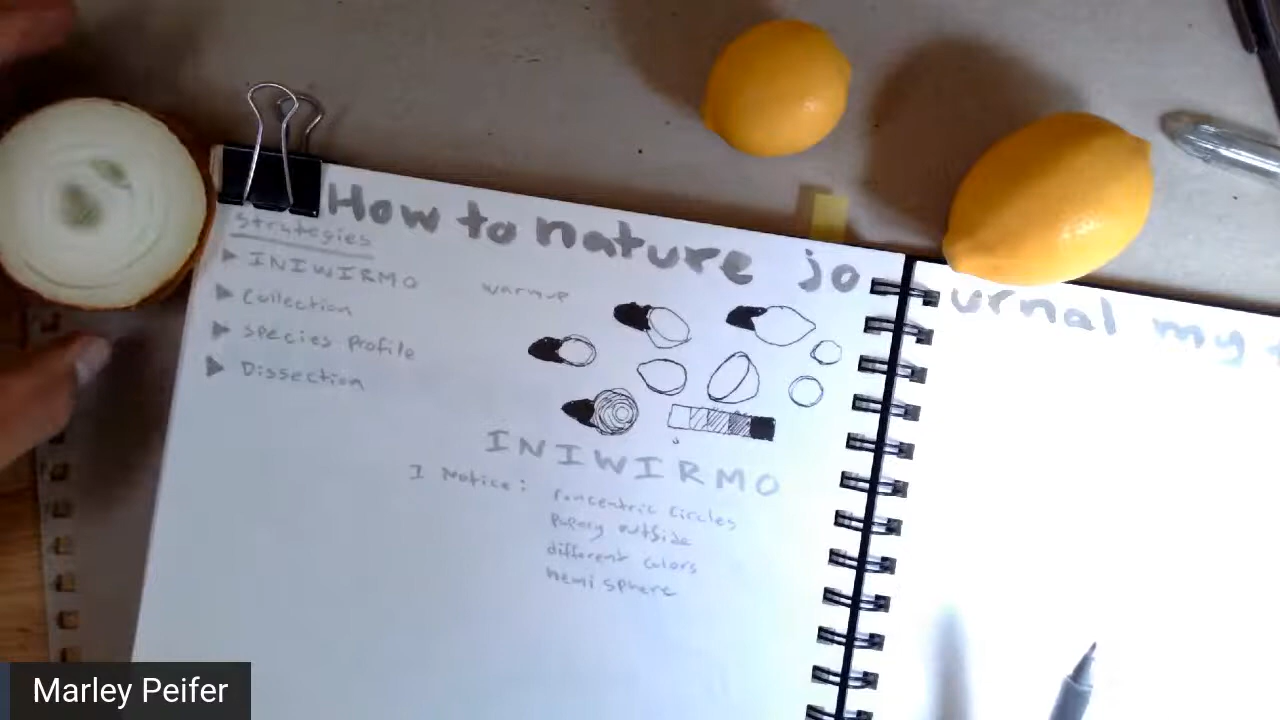 How to nature journal my f
Strategies
INIWIRMO
Collection
Species Profile
Dissection
warmup
INIWIRMO
I Notice:
concentric circles
Papery outside
different colors
hemi sphere
Marley Peifer